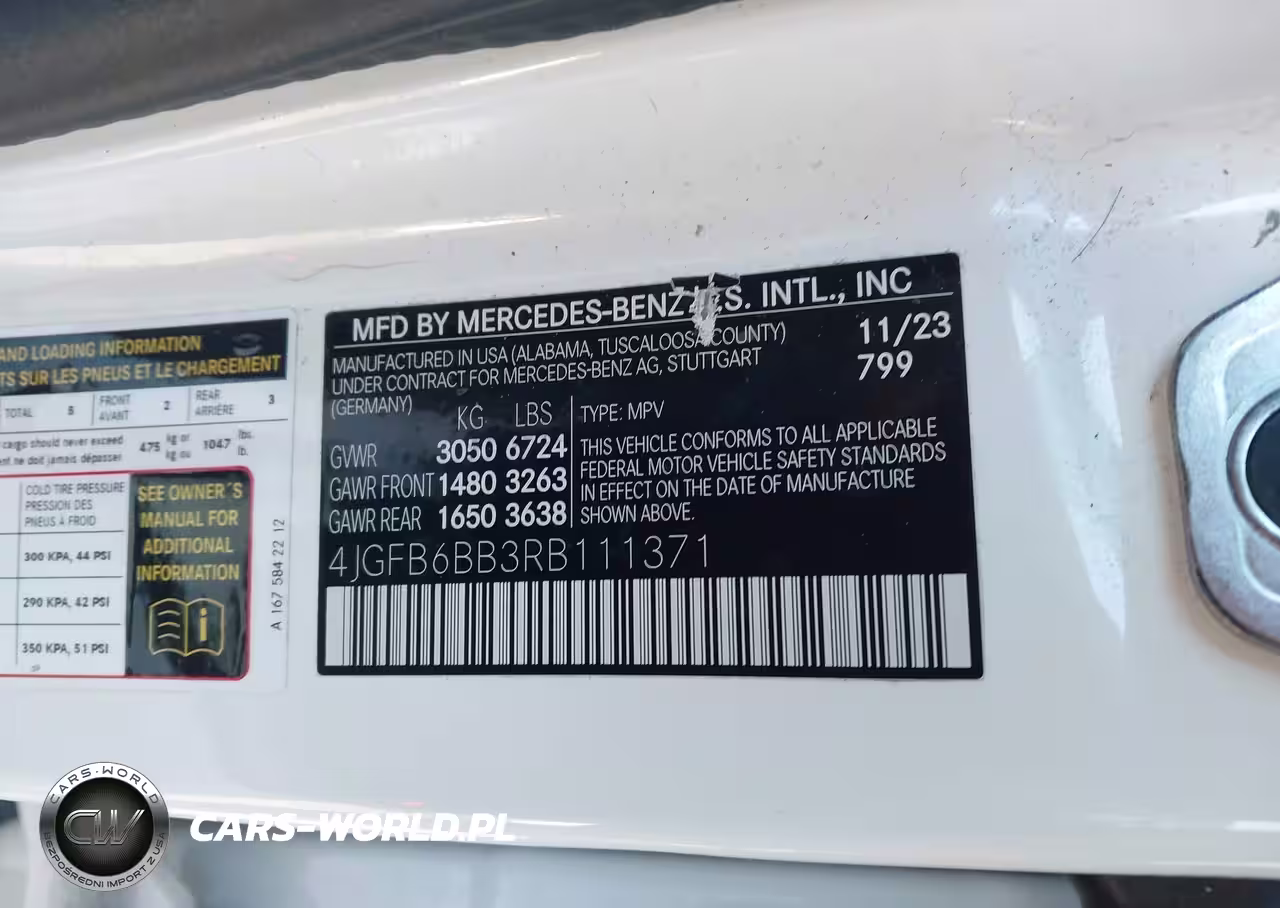 AND LOADING INFORMATION
TS SUR LES PNEUS ET LE CHARGEMENT
TOTAL 5 FRONT AVANT 2 REAR ARRIÈRE 3
cargo should never exceed 475 kg or 1047 lbs.
ent ne doit jamais dépasser kg ou lb.
COLD TIRE PRESSURE
PRESSION DES
PNEUS À FROID
300 KPA, 44 PSI
290 KPA, 42 PSI
350 KPA, 51 PSI
SEE OWNER´S
MANUAL FOR
ADDITIONAL
INFORMATION
A 167 584 22 12
MFD BY MERCEDES-BENZ U.S. INTL., INC
MANUFACTURED IN USA (ALABAMA, TUSCALOOSA COUNTY)
UNDER CONTRACT FOR MERCEDES-BENZ AG, STUTTGART
(GERMANY)
11/23
799
KG LBS
GVWR 3050 6724
GAWR FRONT 1480 3263
GAWR REAR 1650 3638
TYPE: MPV
THIS VEHICLE CONFORMS TO ALL APPLICABLE
FEDERAL MOTOR VEHICLE SAFETY STANDARDS
IN EFFECT ON THE DATE OF MANUFACTURE
SHOWN ABOVE.
4JGFB6BB3RB111371
CARS-WORLD
CW
BEZPOŚREDNI IMPORT Z USA
CARS-WORLD.PL